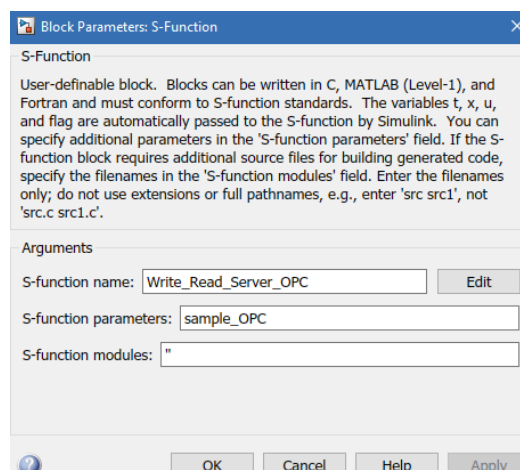 Block Parameters: S-Function
S-Function
User-definable block.  Blocks can be written in C, MATLAB (Level-1), and
Fortran and must conform to S-function standards.  The variables t, x, u,
and flag are automatically passed to the S-function by Simulink.  You can
specify additional parameters in the 'S-function parameters' field. If the S-
function block requires additional source files for building generated code,
specify the filenames in the 'S-function modules' field. Enter the filenames
only; do not use extensions or full pathnames, e.g., enter 'src src1', not
'src.c src1.c'.
Arguments
S-function name: Write_Read_Server_OPC Edit
S-function parameters: sample_OPC
S-function modules: ''
OK Cancel Help Apply